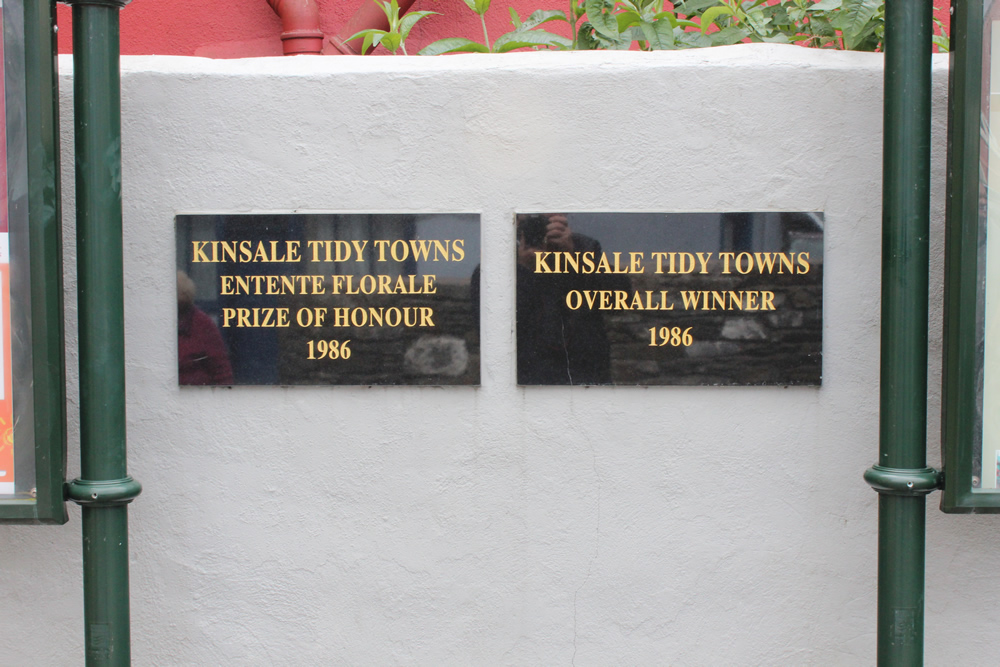 KINSALE TIDY TOWNS
ENTENTE FLORALE
PRIZE OF HONOUR
1986
KINSALE TIDY TOWNS
OVERALL WINNER
1986